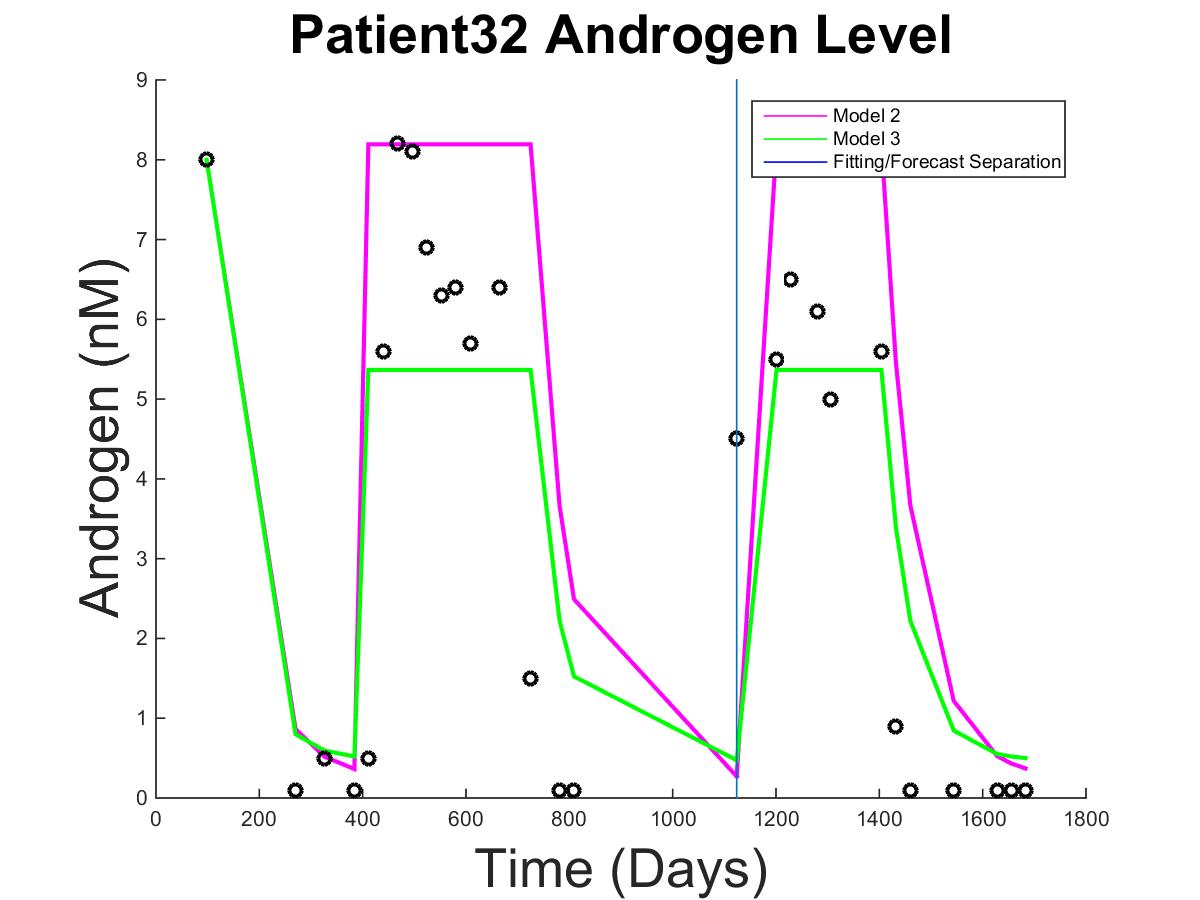 Patient32 Androgen Level
Androgen (nM)
9
8
7
6
5
4
3
2
1
0
Model 2
Model 3
Fitting/Forecast Separation
0 200 400 600 800 1000 1200 1400 1600 1800
Time (Days)